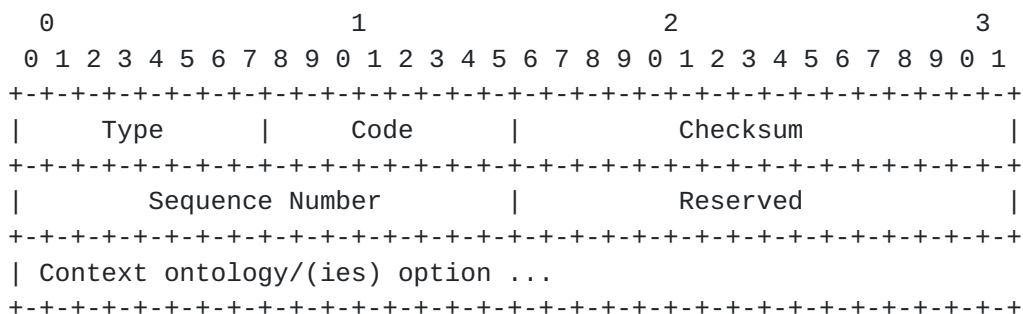 0                   1                   2                   3
 0 1 2 3 4 5 6 7 8 9 0 1 2 3 4 5 6 7 8 9 0 1 2 3 4 5 6 7 8 9 0 1
+-+-+-+-+-+-+-+-+-+-+-+-+-+-+-+-+-+-+-+-+-+-+-+-+-+-+-+-+-+-+-+-+
|     Type      |     Code      |          Checksum             |
+-+-+-+-+-+-+-+-+-+-+-+-+-+-+-+-+-+-+-+-+-+-+-+-+-+-+-+-+-+-+-+-+
|        Sequence Number        |          Reserved             |
+-+-+-+-+-+-+-+-+-+-+-+-+-+-+-+-+-+-+-+-+-+-+-+-+-+-+-+-+-+-+-+-+
| Context ontology/(ies) option ...
+-+-+-+-+-+-+-+-+-+-+-+-+-+-+-+-+-+-+-+-+-+-+-+-+-+-+-+-+-+-+-+-+